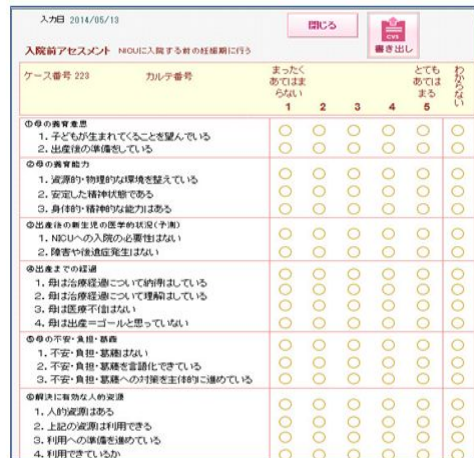 入力日 2014/05/13
閉じる
CVS
書き出し
入院前アセスメント NICUに入院する前の妊娠期に行う
ケース番号 223 カルテ番号
まったくあてはまらない
とてもあてはまる
わからない
1 2 3 4 5
①母の養育意思
1. 子どもが生まれてくることを望んでいる
2. 出産後の準備をしている
②母の養育能力
1. 資源的・物理的な環境を整えている
2. 安定した精神状態である
3. 身体的・精神的な能力はある
③出産後の新生児の医学的状況(予測)
1. NICUへの入院の必要性はない
2. 障害や後遺症発生はない
④出産までの経過
1. 母は治療経過について納得はしている
2. 母は治療経過について理解はしている
3. 母は医療不信はない
4. 母は出産=ゴールと思っていない
⑤母の不安・負担・葛藤
1. 不安・負担・葛藤はない
2. 不安・負担・葛藤を言語化できている
3. 不安・負担・葛藤への対策を主体的に進めている
⑥解決に有効な人的資源
1. 人的資源はある
2. 上記の資源は利用できる
3. 利用への準備を進めている
4. 利用できているか